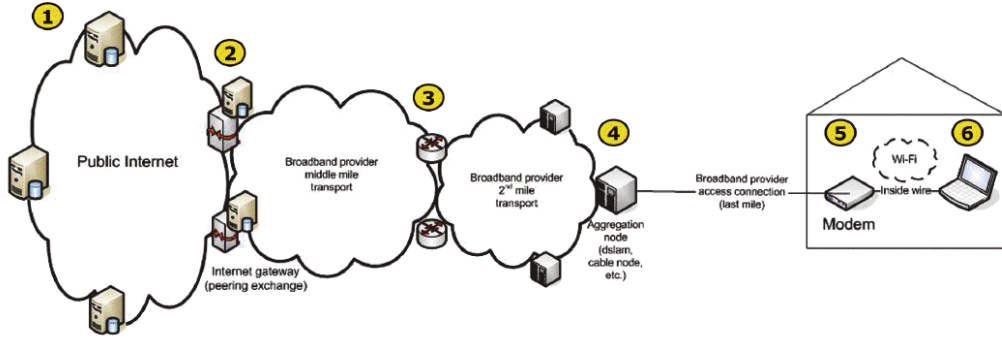 1
2
3
4
5
6
Public Internet
Internet gateway
(peering exchange)
Broadband provider
middle mile
transport
Broadband provider
2nd mile
transport
Aggregation
node
(dslam,
cable node,
etc.)
Broadband provider
access connection
(last mile)
Wi-Fi
Inside wire
Modem